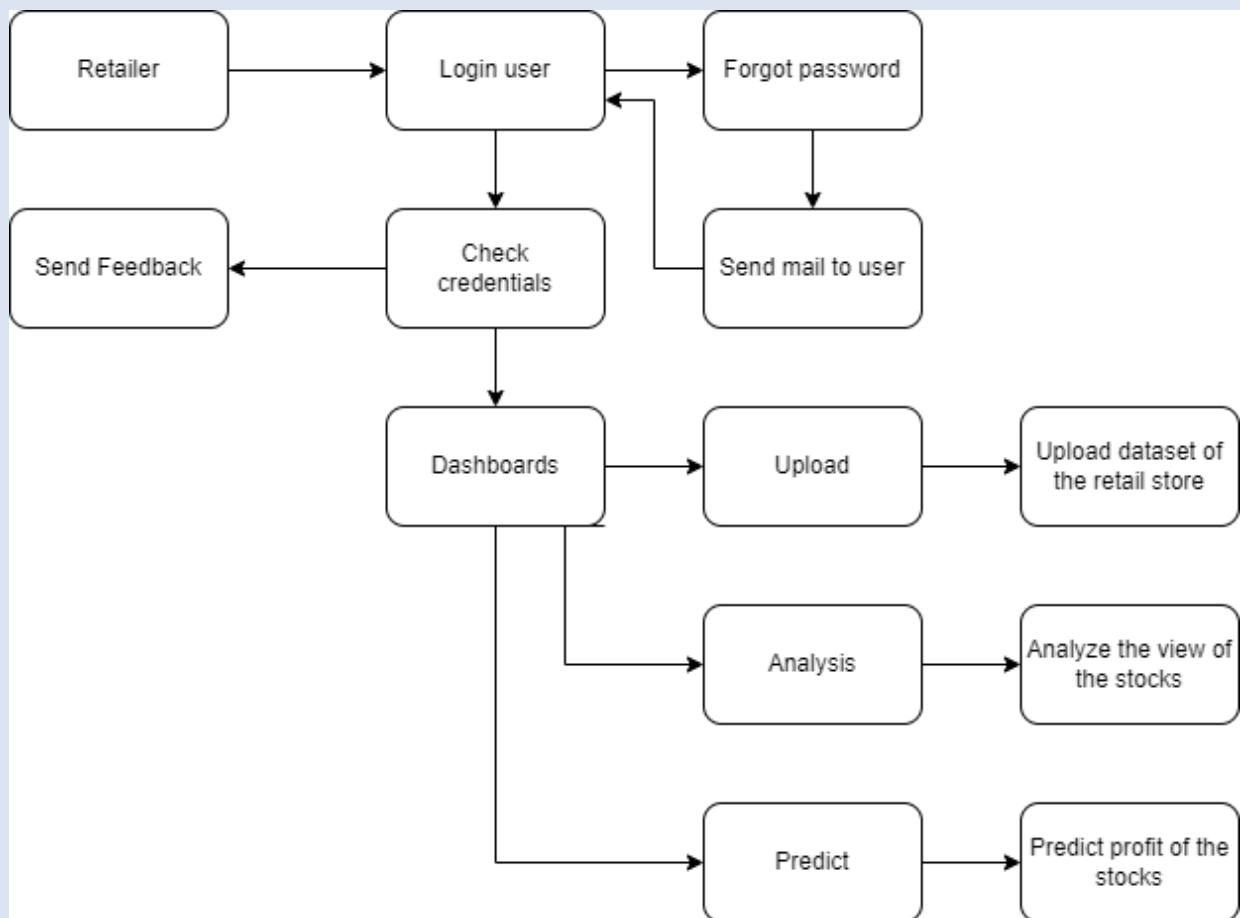 Retailer
Login user
Forgot password
Send Feedback
Check
credentials
Send mail to user
Dashboards
Upload
Upload dataset of
the retail store
Analysis
Analyze the view of
the stocks
Predict
Predict profit of the
stocks